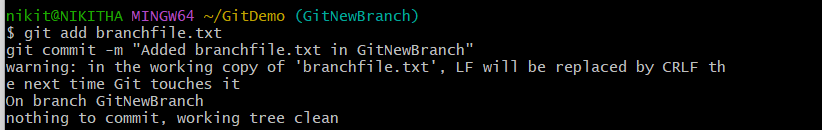 nikit@NIKITHA MINGW64 ~/GitDemo (GitNewBranch)
$ git add branchfile.txt
git commit -m "Added branchfile.txt in GitNewBranch"
warning: in the working copy of 'branchfile.txt', LF will be replaced by CRLF th
e next time Git touches it
On branch GitNewBranch
nothing to commit, working tree clean